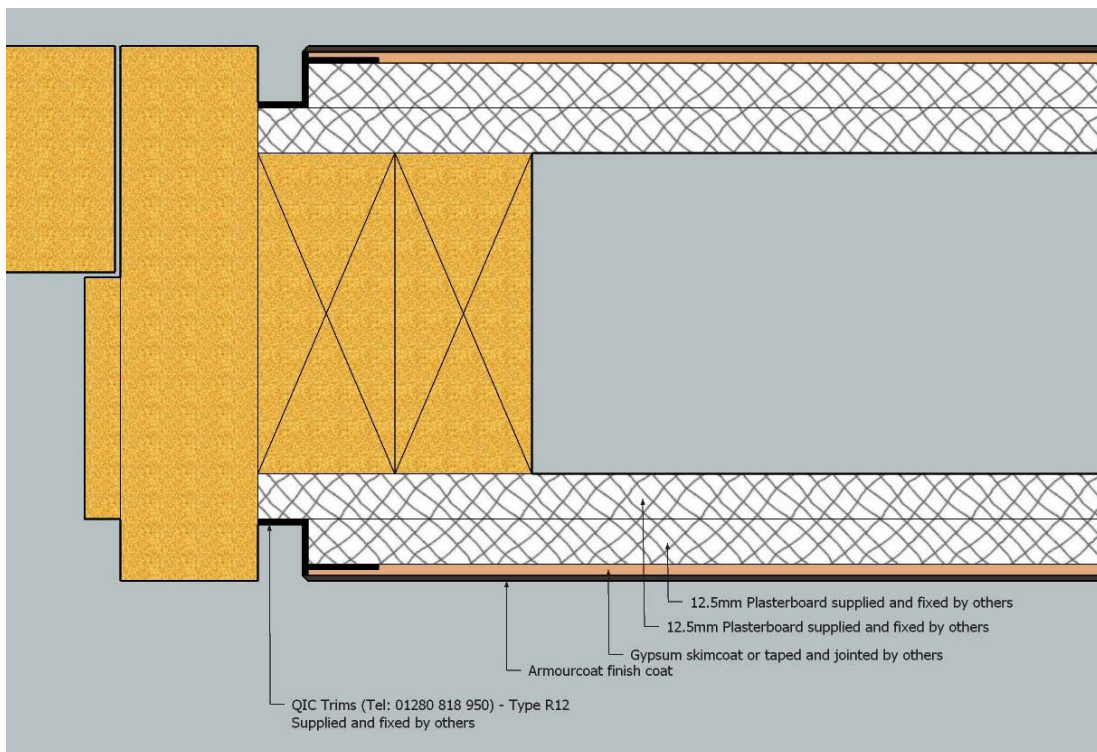 12.5mm Plasterboard supplied and fixed by others
12.5mm Plasterboard supplied and fixed by others
Gypsum skimcoat or taped and jointed by others
Armourcoat finish coat
QIC Trims (Tel: 01280 818 950) - Type R12
Supplied and fixed by others